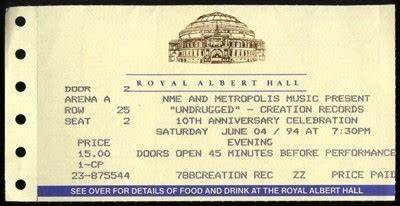 ROYAL ALBERT HALL
DOOR 2
ARENA A NME AND METROPOLIS MUSIC PRESENT
ROW 25 "UNDRUGGED" - CREATION RECORDS
SEAT 2 10TH ANNIVERSARY CELEBRATION
SATURDAY JUNE 04 / 94 AT 7:30PM
PRICE EVENING
15.00 DOORS OPEN 45 MINUTES BEFORE PERFORMANCE
1-CP PRICE
23-875544 788CREATION REC ZZ 15.00
SEE OVER FOR DETAILS OF FOOD AND DRINK AT THE ROYAL ALBERT HALL